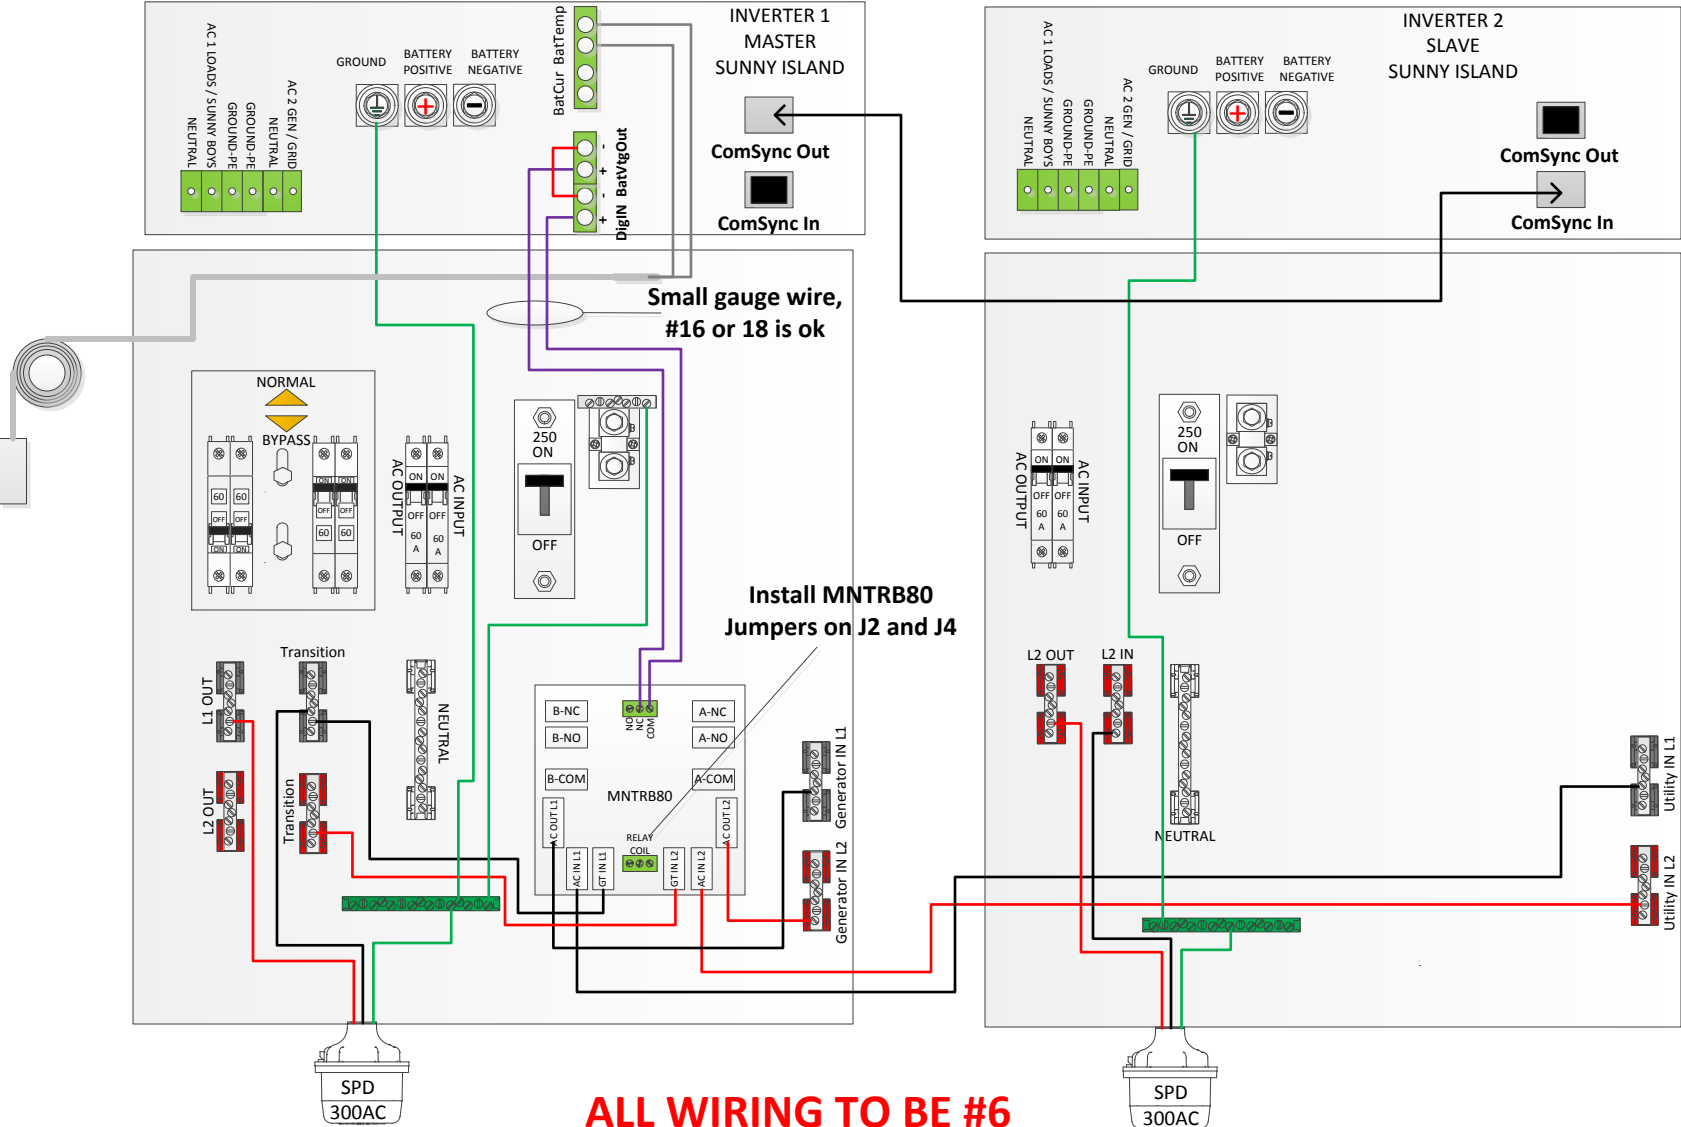 INVERTER 1
MASTER
SUNNY ISLAND
AC 1 LOADS / SUNNY BOYS
NEUTRAL
GROUND-PE
GROUND-PE
NEUTRAL
AC 2 GEN / GRID
GROUND
BATTERY
POSITIVE
BATTERY
NEGATIVE
BatCur BatTemp
DigIN BatVtgOut
-
+
-
+
ComSync Out
ComSync In
INVERTER 2
SLAVE
SUNNY ISLAND
AC 1 LOADS / SUNNY BOYS
NEUTRAL
GROUND-PE
GROUND-PE
NEUTRAL
AC 2 GEN / GRID
GROUND
BATTERY
POSITIVE
BATTERY
NEGATIVE
ComSync Out
ComSync In
Small gauge wire,
#16 or 18 is ok
NORMAL
BYPASS
60 60
OFF OFF
ON ON
ON ON
OFF OFF
60 60
AC OUTPUT
ON ON
OFF OFF
60 60
A A
AC INPUT
250
ON
OFF
AC OUTPUT
ON ON
OFF OFF
60 60
A A
AC INPUT
250
ON
OFF
Install MNTRB80
Jumpers on J2 and J4
L1 OUT
Transition
NEUTRAL
L2 OUT
Transition
B-NC
B-NO
B-COM
NO
NC
COM
A-NC
A-NO
A-COM
MNTRB80
AC OUT L1
AC IN L1
GT IN L1
RELAY
COIL
GT IN L2
AC IN L2
AC OUT L2
Generator IN L1
Generator IN L2
L2 OUT
L2 IN
NEUTRAL
Utility IN L1
Utility IN L2
SPD
300AC
SPD
300AC
ALL WIRING TO BE #6